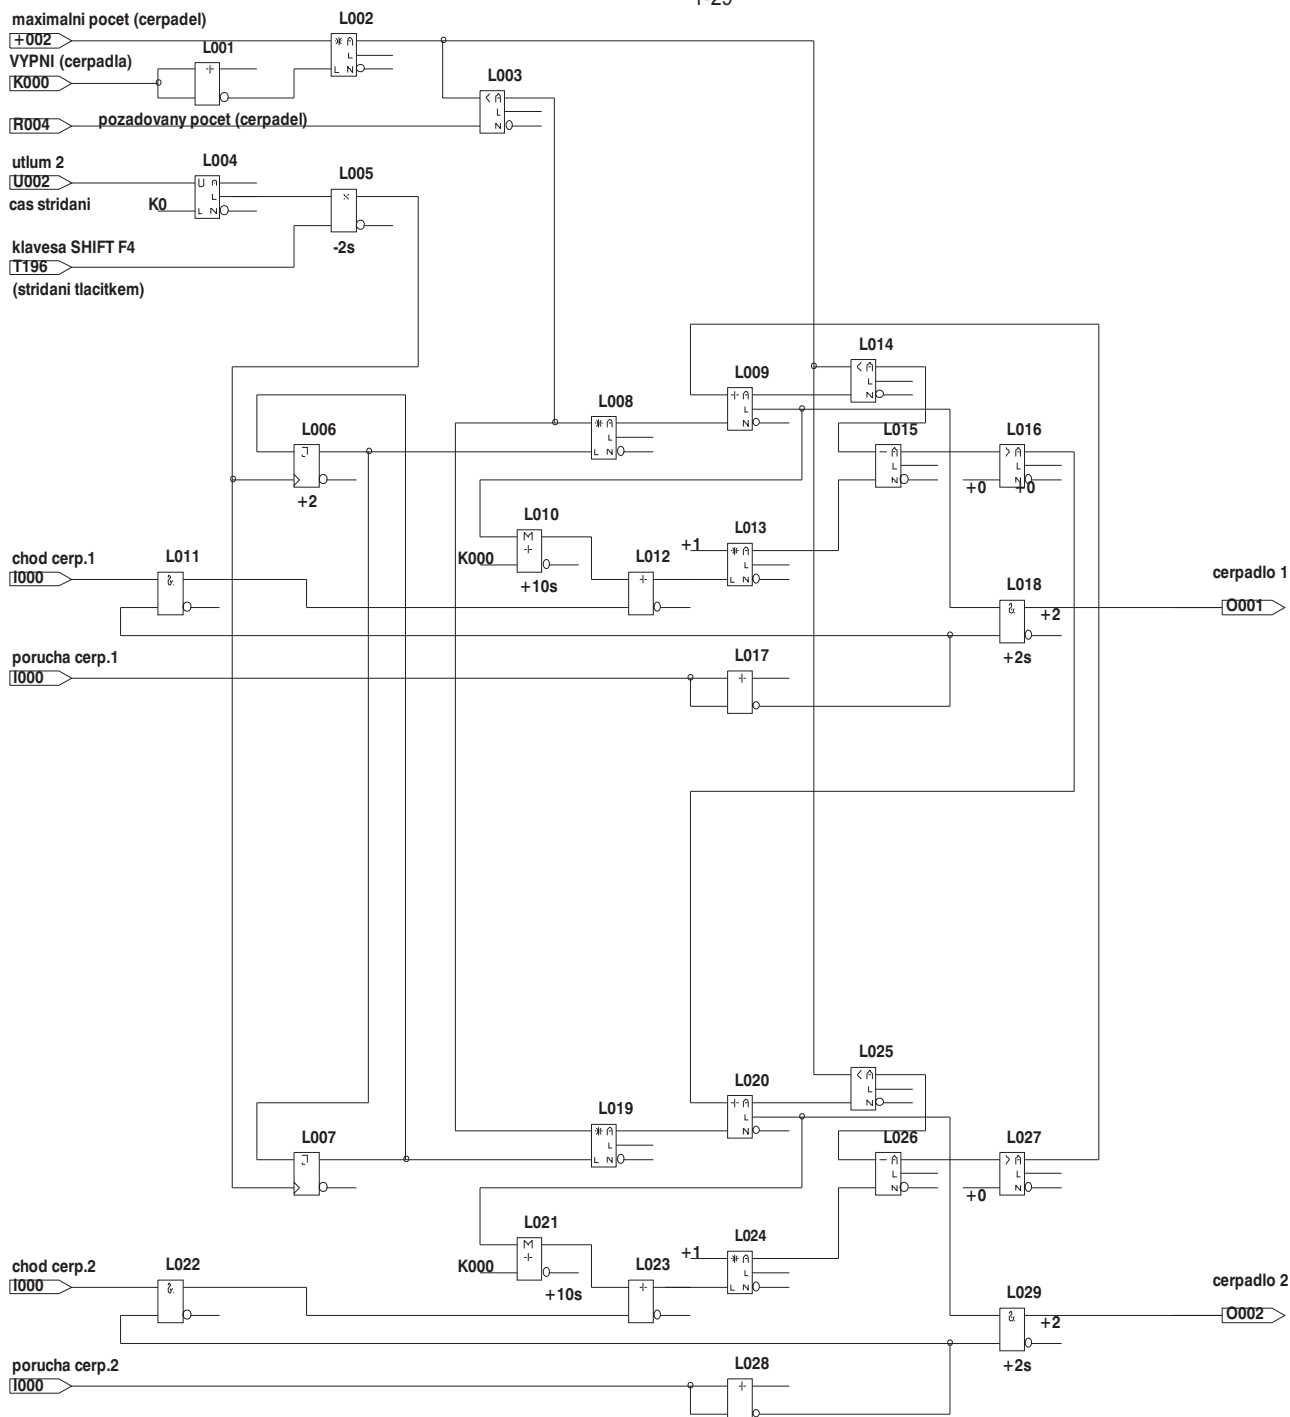 1-29
maximalni pocet (cerpadel)
+002
L002
* A
L
L N
VYPNI (cerpadla)
L001
K000
+
L003
< A
L
N
R004
pozadovany pocet (cerpadel)
utlum 2
L004
U002
U A
L
L N
L005
x
-2s
cas stridani
K0
klavesa SHIFT F4
T196
(stridani tlacitkem)
L014
< A
L
N
L009
+ A
L
N
L008
* A
L
L N
L006
J
+2
L015
- A
L
N
L016
> A
L
N
+0
+0
L010
M
+
K000
+10s
L013
+1
* A
L
L N
chod cerp.1
I000
L011
&
L012
+
L018
&
+2
+2s
cerpadlo 1
O001
porucha cerp.1
I000
L017
+
L025
< A
L
N
L020
+ A
L
N
L019
* A
L
L N
L007
J
L026
- A
L
N
L027
> A
L
N
+0
L021
M
+
K000
+10s
L024
+1
* A
L
L N
chod cerp.2
I000
L022
&
L023
+
L029
&
+2
+2s
cerpadlo 2
O002
porucha cerp.2
I000
L028
+